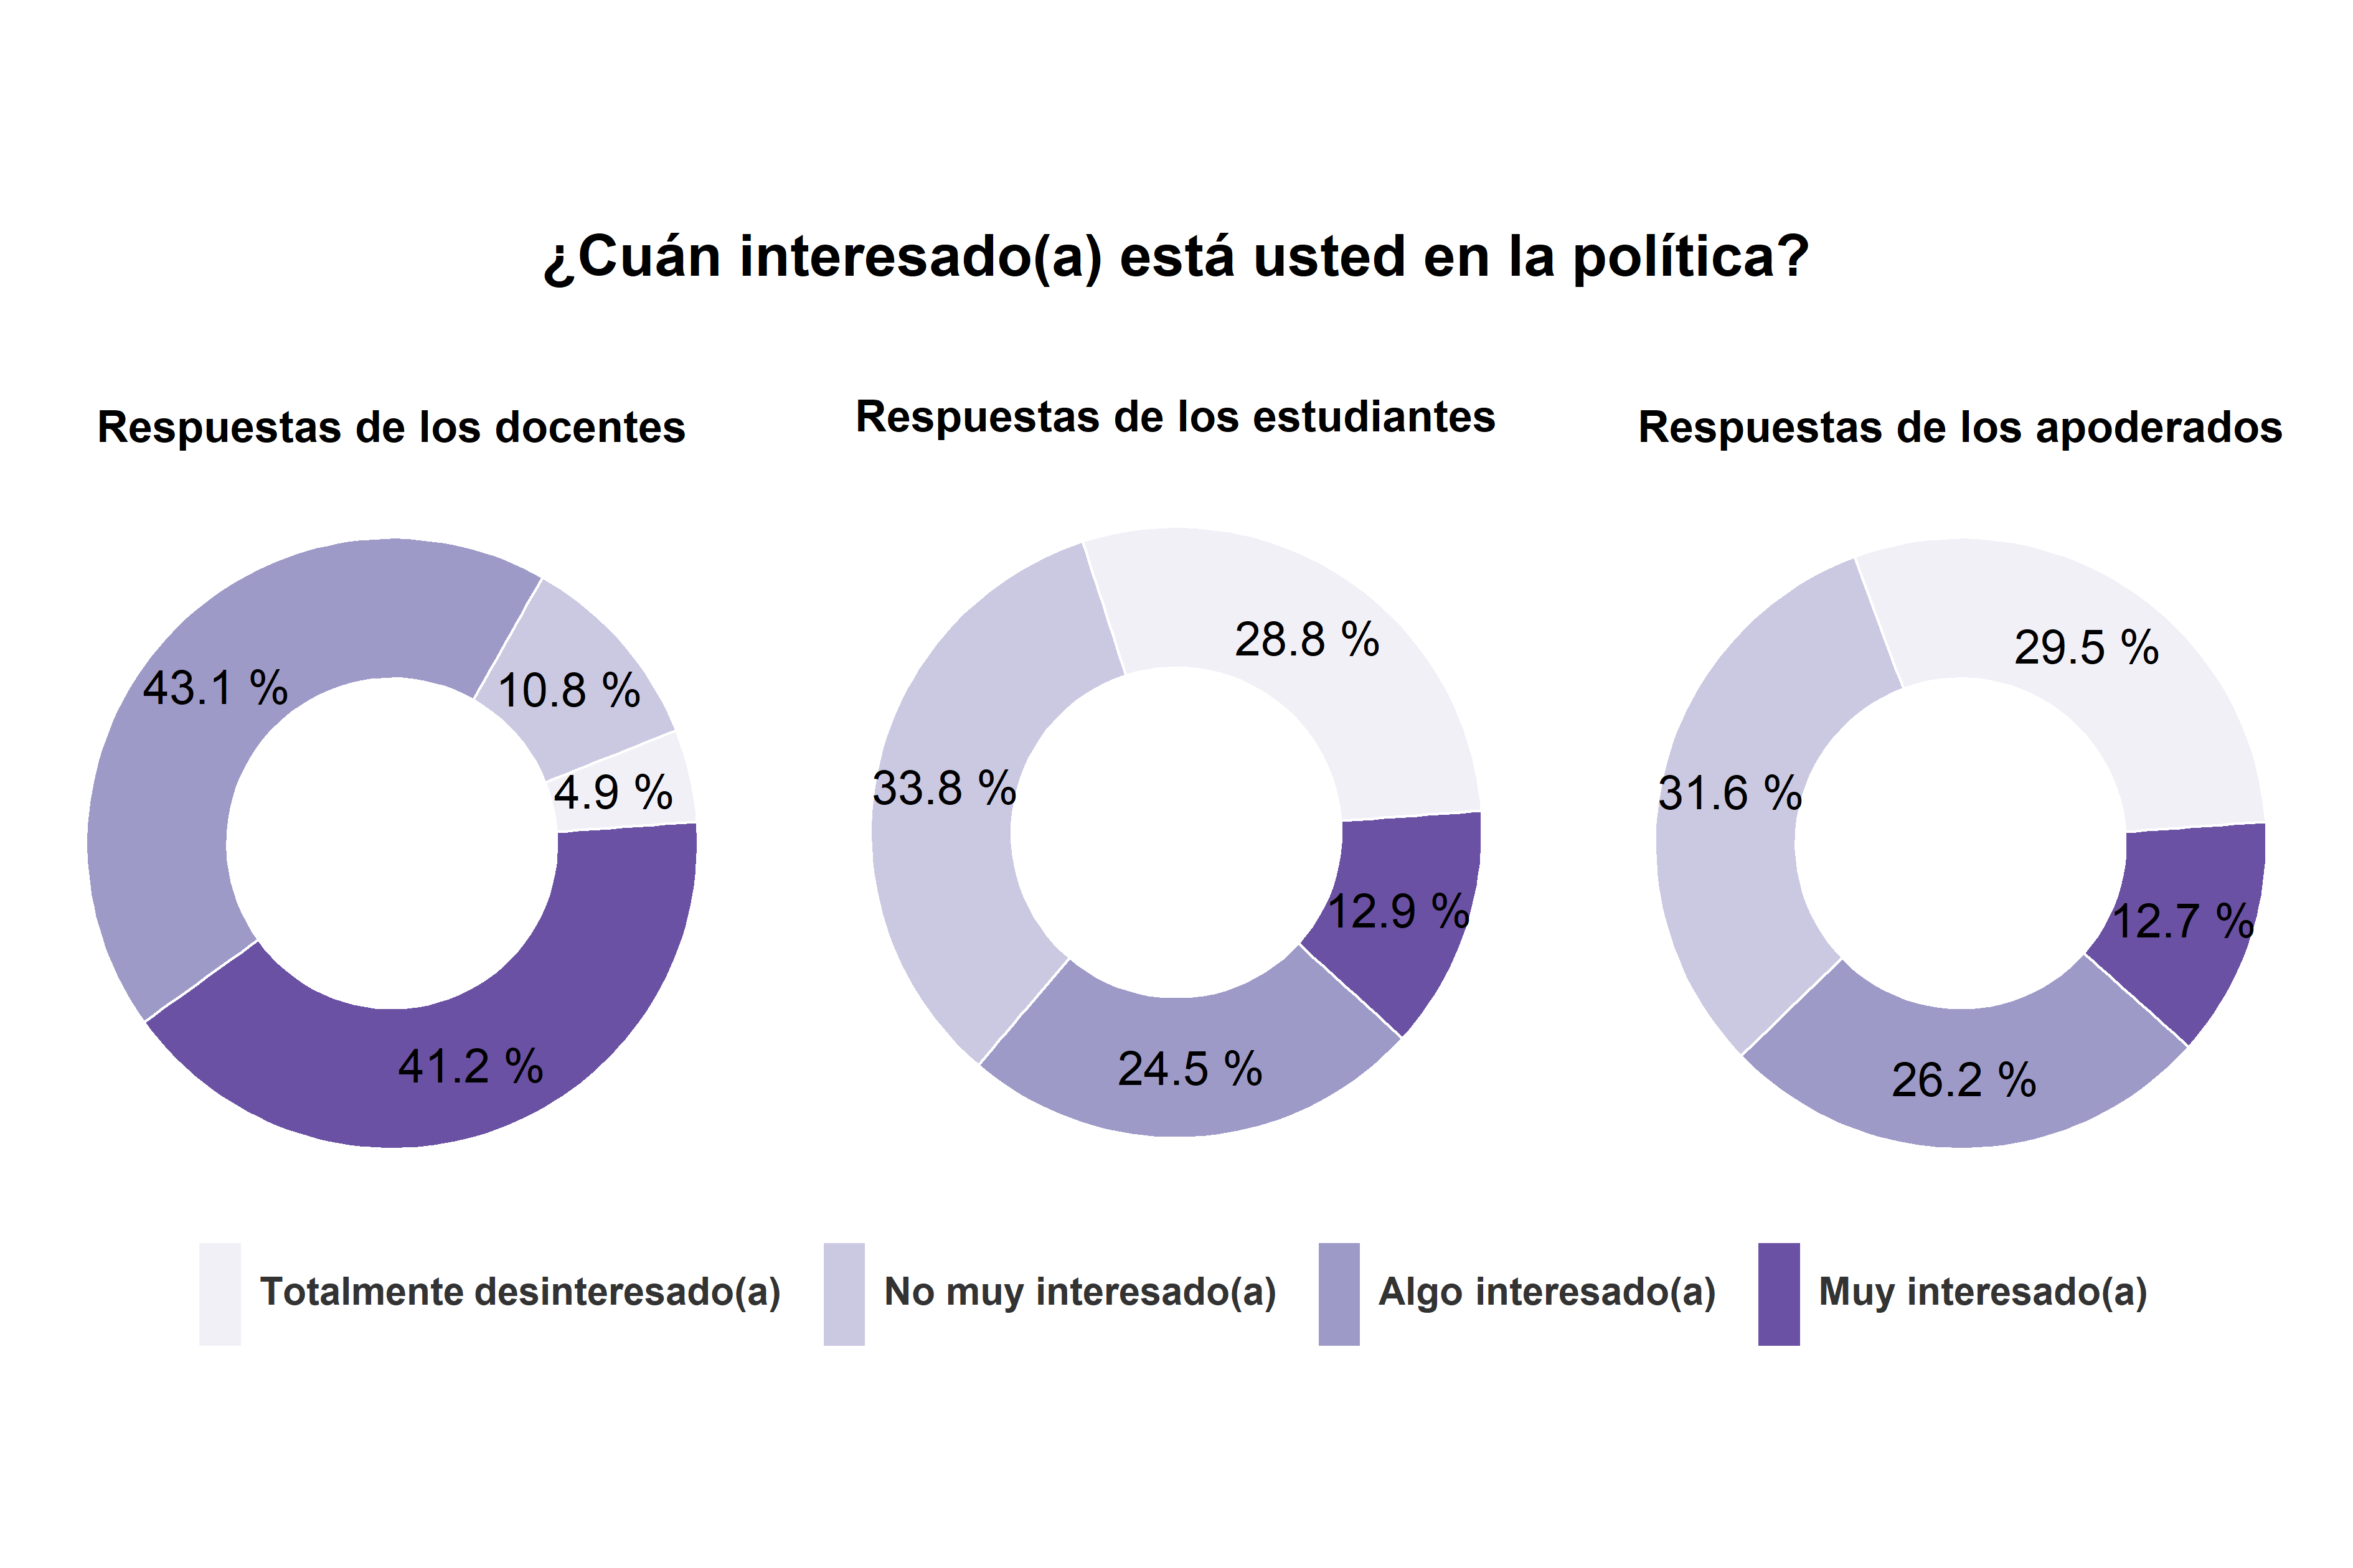 ¿Cuán interesado(a) está usted en la política?
Respuestas de los docentes
43.1 %
10.8 %
4.9 %
41.2 %
Respuestas de los estudiantes
28.8 %
33.8 %
12.9 %
24.5 %
Respuestas de los apoderados
29.5 %
31.6 %
12.7 %
26.2 %
Totalmente desinteresado(a)
No muy interesado(a)
Algo interesado(a)
Muy interesado(a)